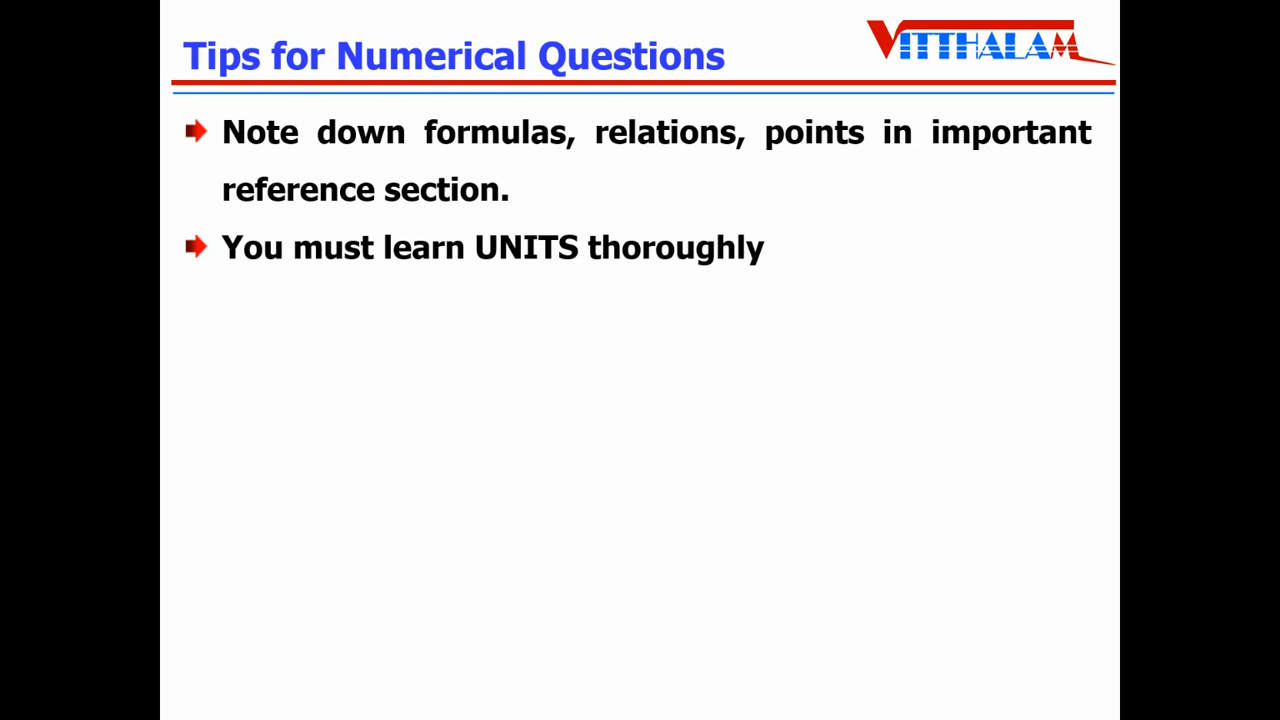 Tips for Numerical Questions
VITTHALAM
Note down formulas, relations, points in important
reference section.
You must learn UNITS thoroughly